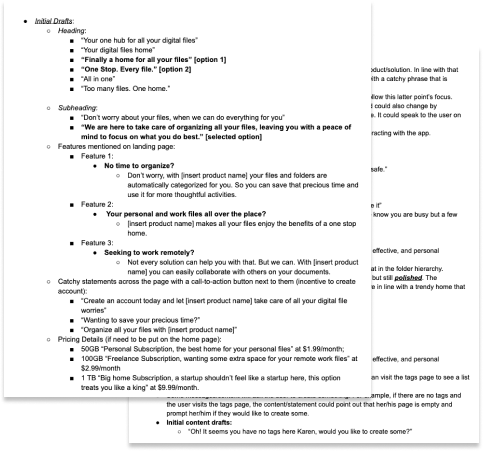 Initial Drafts:
Heading:
"Your one hub for all your digital files"
"Your digital files home"
"Finally a home for all your files" [option 1]
"One Stop. Every file." [option 2]
"All in one"
"Too many files. One home."
Subheading:
"Don't worry about your files, when we can do everything for you"
"We are here to take care of organizing all your files, leaving you with a peace of
mind to focus on what you do best." [selected option]
Features mentioned on landing page:
Feature 1:
No time to organize?
Don't worry, with [insert product name] your files and folders are
automatically categorized for you. So you can save that precious time and
use it for more thoughtful activities.
Feature 2:
Your personal and work files all over the place?
[insert product name] makes all your files enjoy the benefits of a one stop
home.
Feature 3:
Seeking to work remotely?
Not every solution can help you with that. But we can. With [insert product
name] you can easily collaborate with others on your documents.
Catchy statements across the page with a call-to-action button next to them (incentive to create
account):
"Create an account today and let [insert product name] take care of all your digital file
worries"
"Wanting to save your precious time?"
"Organize all your files with [insert product name]"
Pricing Details (if need to be put on the home page):
50GB "Personal Subscription, the best home for your personal files" at $1.99/month;
100GB "Freelance Subscription, wanting some extra space for your remote work files" at
$2.99/month
1 TB "Big home Subscription, a startup shouldn't feel like a startup here, this option
treats you like a king" at $9.99/month.
oduct/solution. In line with that
ith a catchy phrase that is
llow this latter point's focus.
t could also change by
e. It could speak to the user on
racting with the app.
safe."
e it"
know you are busy but a few
effective, and personal
at in the folder hierarchy.
but still polished. The
e in line with a trendy home that
effective, and personal
an visit the tags page to see a list
example, if there are no tags and
the user visits the tags page, the content/statement could point out that her/his page is empty and
prompt her/him if they would like to create some.
Initial content drafts:
"Oh! It seems you have no tags here Karen, would you like to create some?"